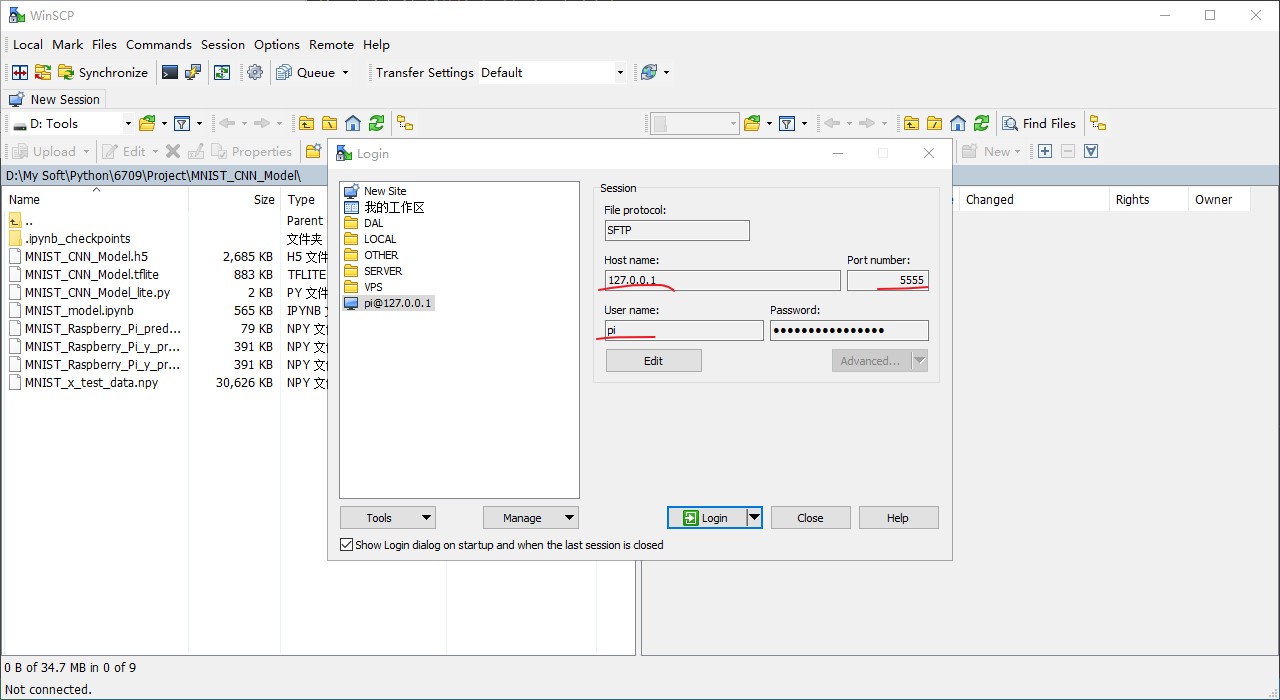 WinSCP
Local Mark Files Commands Session Options Remote Help
Synchronize Queue Transfer Settings Default
New Session
D: Tools Find Files
Upload Edit Properties New
D:\My Soft\Python\6709\Project\MNIST_CNN_Model\
Name Size Type
.. Parent
.ipynb_checkpoints 文件夹
MNIST_CNN_Model.h5 2,685 KB H5 文件
MNIST_CNN_Model.tflite 883 KB TFLITE
MNIST_CNN_Model_lite.py 2 KB PY 文件
MNIST_model.ipynb 565 KB IPYNB
MNIST_Raspberry_Pi_pred... 79 KB NPY 文
MNIST_Raspberry_Pi_y_pr... 391 KB NPY 文
MNIST_Raspberry_Pi_y_pr... 391 KB NPY 文
MNIST_x_test_data.npy 30,626 KB NPY 文
Changed Rights Owner
Login
New Site
我的工作区
DAL
LOCAL
OTHER
SERVER
VPS
pi@127.0.0.1
Session
File protocol:
SFTP
Host name: Port number:
127.0.0.1 5555
User name: Password:
pi ●●●●●●●●●●●●●●●●
Edit Advanced...
Tools Manage Login Close Help
Show Login dialog on startup and when the last session is closed
0 B of 34.7 MB in 0 of 9
Not connected.